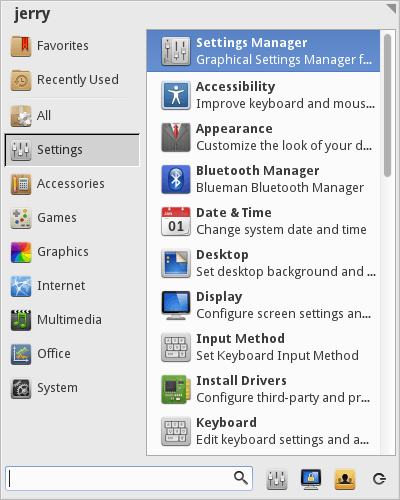 jerry
Favorites
Recently Used
All
Settings
Accessories
Games
Graphics
Internet
Multimedia
Office
System
Settings Manager
Graphical Settings Manager f...
Accessibility
Improve keyboard and mous...
Appearance
Customize the look of your d...
Bluetooth Manager
Blueman Bluetooth Manager
JAN
01
Date & Time
Change system date and time
Desktop
Set desktop background and ...
Display
Configure screen settings an...
Input Method
Set Keyboard Input Method
Install Drivers
Configure third-party and pr...
Keyboard
Edit keyboard settings and a...